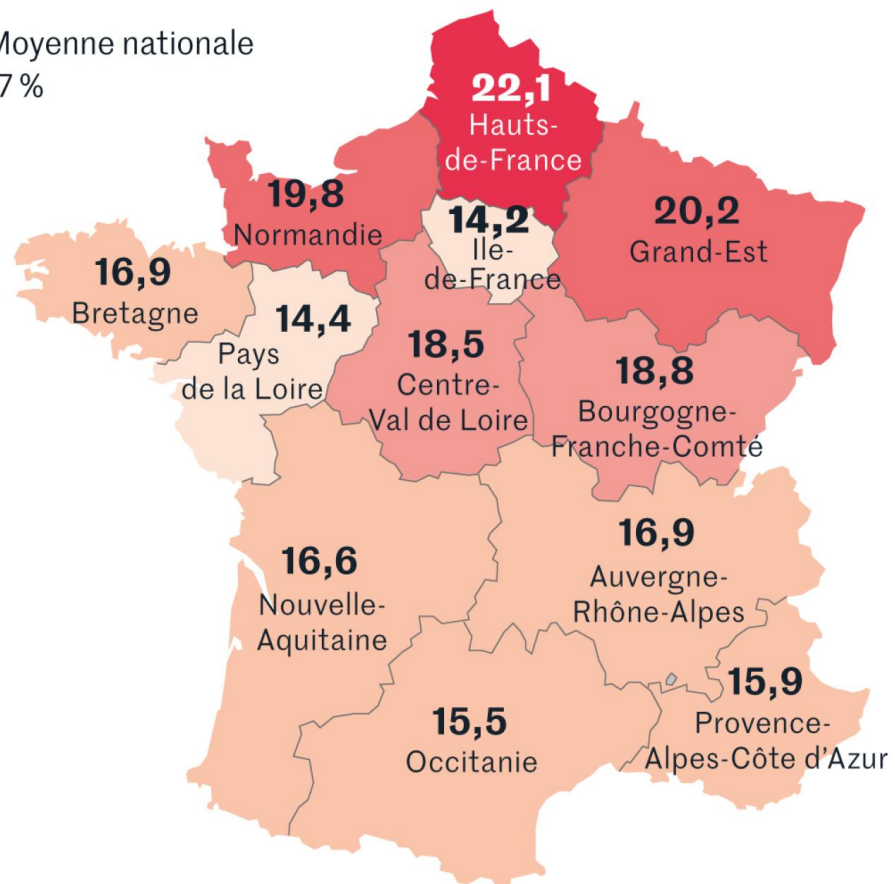 Moyenne nationale
7 %
22,1
Hauts-
de-France
19,8
Normandie
14,2
Ile-
de-France
20,2
Grand-Est
16,9
Bretagne
14,4
Pays
de la Loire
18,5
Centre-
Val de Loire
18,8
Bourgogne-
Franche-Comté
16,6
Nouvelle-
Aquitaine
16,9
Auvergne-
Rhône-Alpes
15,5
Occitanie
15,9
Provence-
Alpes-Côte d'Azur